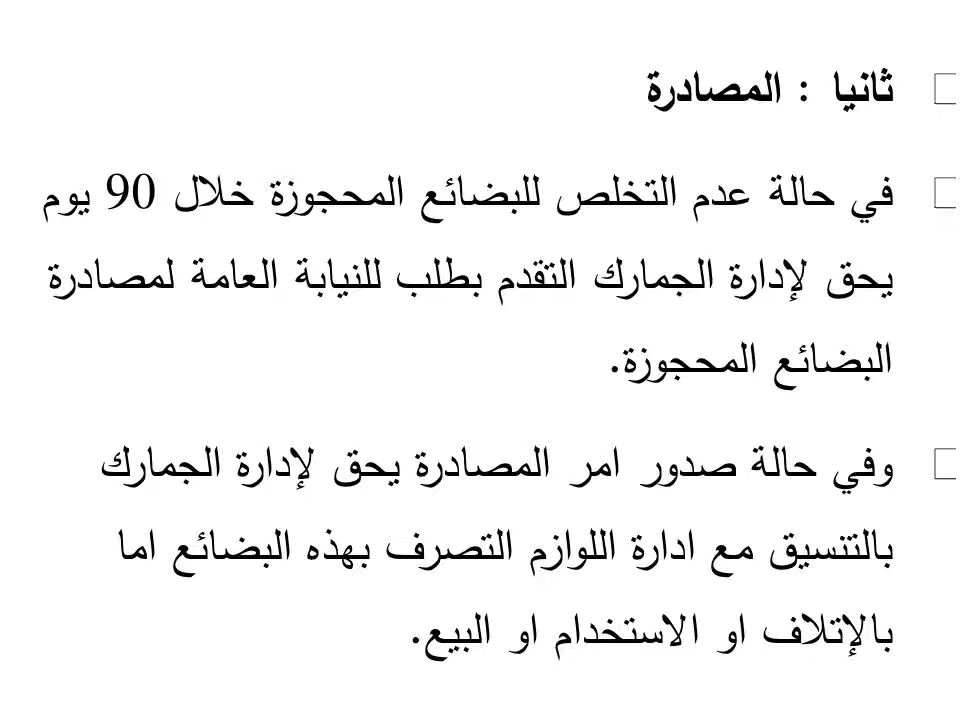 ثانيا : المصادرة
في حالة عدم التخلص للبضائع المحجوزة خلال 90 يوم
يحق لإدارة الجمارك التقدم بطلب للنيابة العامة لمصادرة
البضائع المحجوزة.
وفي حالة صدور امر المصادرة يحق لإدارة الجمارك
بالتنسيق مع ادارة اللوازم التصرف بهذه البضائع اما
بالإتلاف او الاستخدام او البيع.